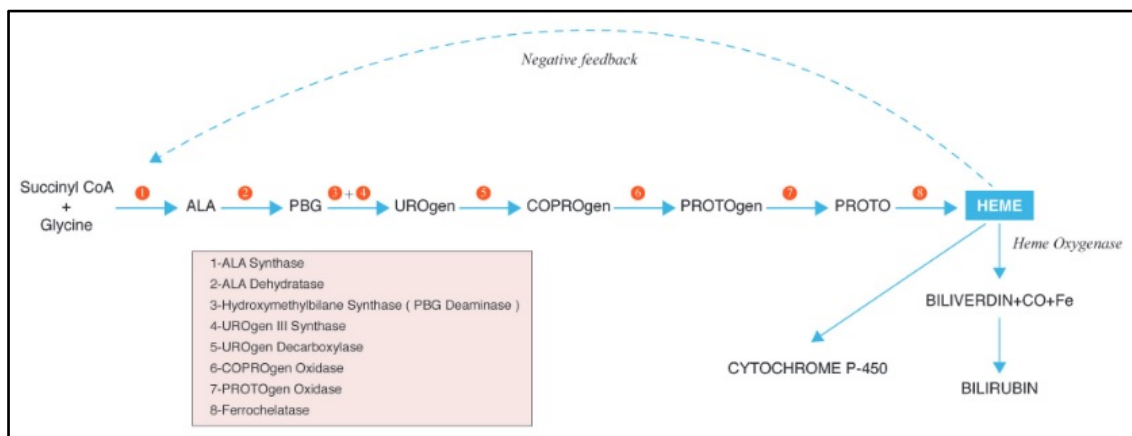 Negative feedback
Succinyl CoA
+
Glycine
1
ALA
2
PBG
3 + 4
UROgen
5
COPROgen
6
PROTOgen
7
PROTO
8
HEME
Heme Oxygenase
1-ALA Synthase
2-ALA Dehydratase
3-Hydroxymethylbilane Synthase ( PBG Deaminase )
4-UROgen III Synthase
5-UROgen Decarboxylase
6-COPROgen Oxidase
7-PROTOgen Oxidase
8-Ferrochelatase
BILIVERDIN+CO+Fe
CYTOCHROME P-450
BILIRUBIN